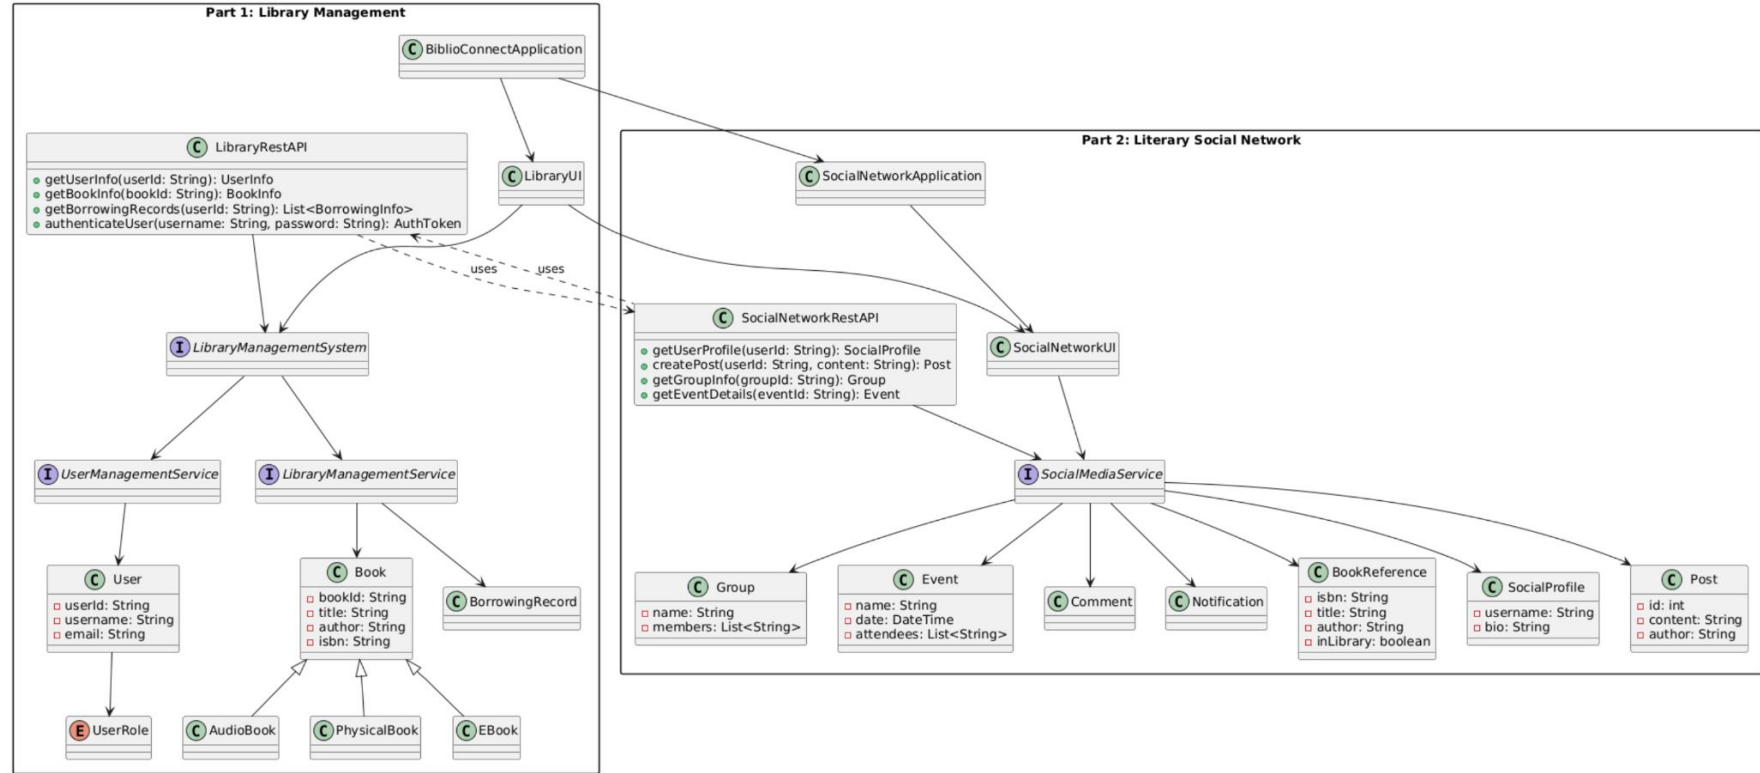 Part 1: Library Management
C BiblioConnectApplication
C LibraryRestAPI
getUserInfo(userId: String): UserInfo
getBookInfo(bookId: String): BookInfo
getBorrowingRecords(userId: String): List<BorrowingInfo>
authenticateUser(username: String, password: String): AuthToken
C LibraryUI
uses
uses
I LibraryManagementSystem
I UserManagementService
I LibraryManagementService
C User
userId: String
username: String
email: String
C Book
bookId: String
title: String
author: String
isbn: String
C BorrowingRecord
E UserRole
C AudioBook
C PhysicalBook
C EBook
Part 2: Literary Social Network
C SocialNetworkApplication
C SocialNetworkRestAPI
getUserProfile(userId: String): SocialProfile
createPost(userId: String, content: String): Post
getGroupInfo(groupId: String): Group
getEventDetails(eventId: String): Event
C SocialNetworkUI
I SocialMediaService
C Group
name: String
members: List<String>
C Event
name: String
date: DateTime
attendees: List<String>
C Comment
C Notification
C BookReference
isbn: String
title: String
author: String
inLibrary: boolean
C SocialProfile
username: String
bio: String
C Post
id: int
content: String
author: String